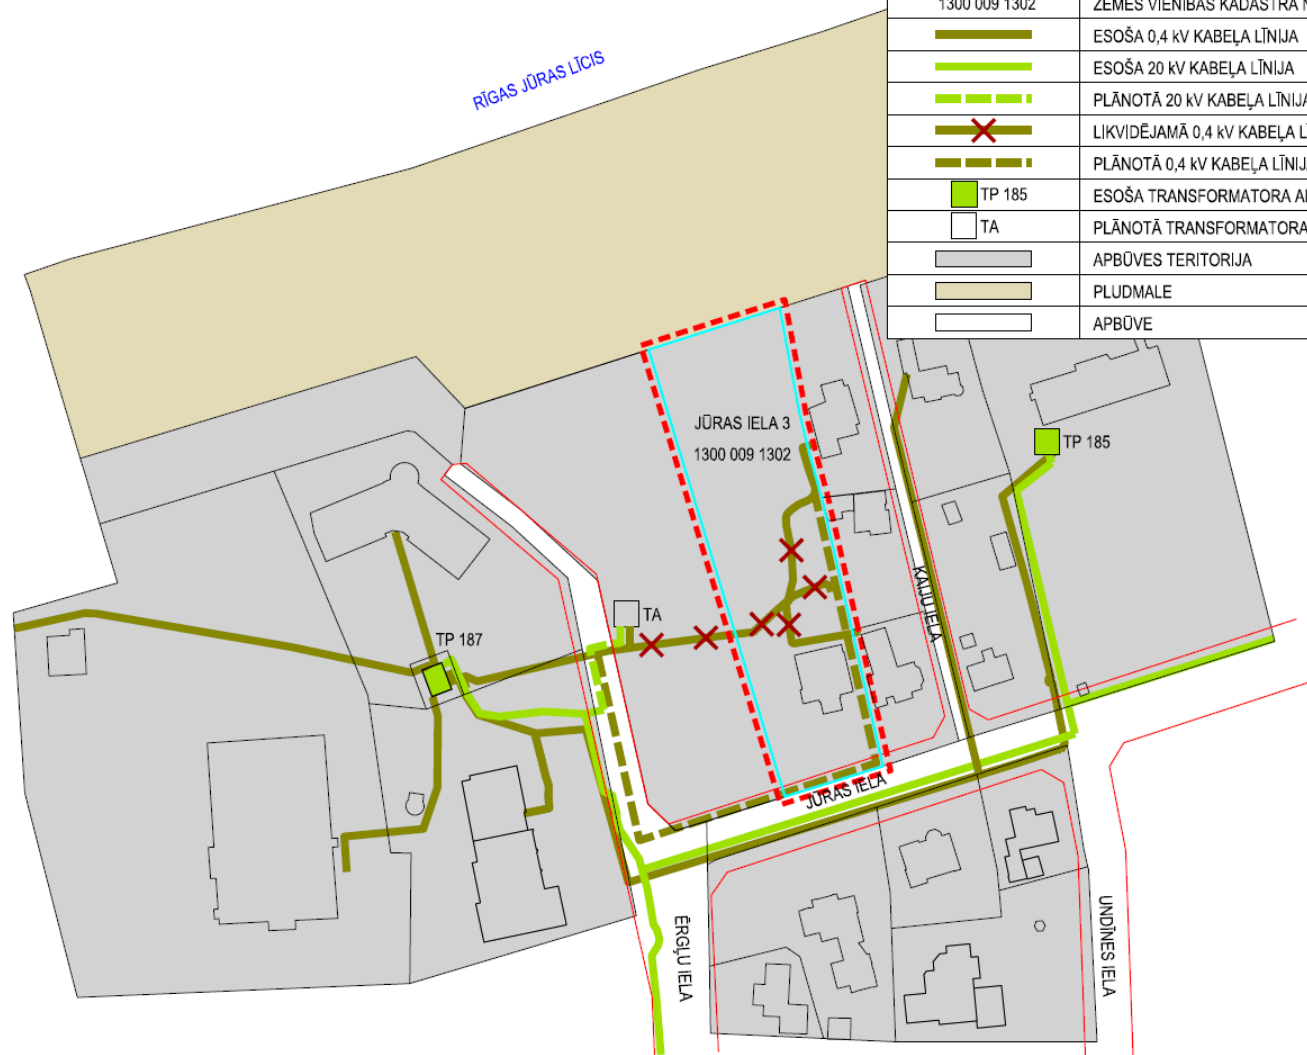 1300 009 1302 ZEMES VIENĪBAS KADASTRA
ESOŠA 0,4 kV KABEĻA LĪNIJA
ESOŠA 20 kV KABEĻA LĪNIJA
PLĀNOTĀ 20 kV KABEĻA LĪNIJA
LIKVIDĒJAMĀ 0,4 kV KABEĻA
PLĀNOTĀ 0,4 kV KABEĻA
TP 185 ESOŠA TRANSFORMATORA
TA PLĀNOTĀ TRANSFORMATORA
APBŪVES TERITORIJA
PLUDMALE
APBŪVE
RĪGAS JŪRAS LĪCIS
JŪRAS IELA 3
1300 009 1302
TP 185
KAIJU IELA
TA
TP 187
JŪRAS IELA
ĒRGĻU IELA
UNDĪNES IELA